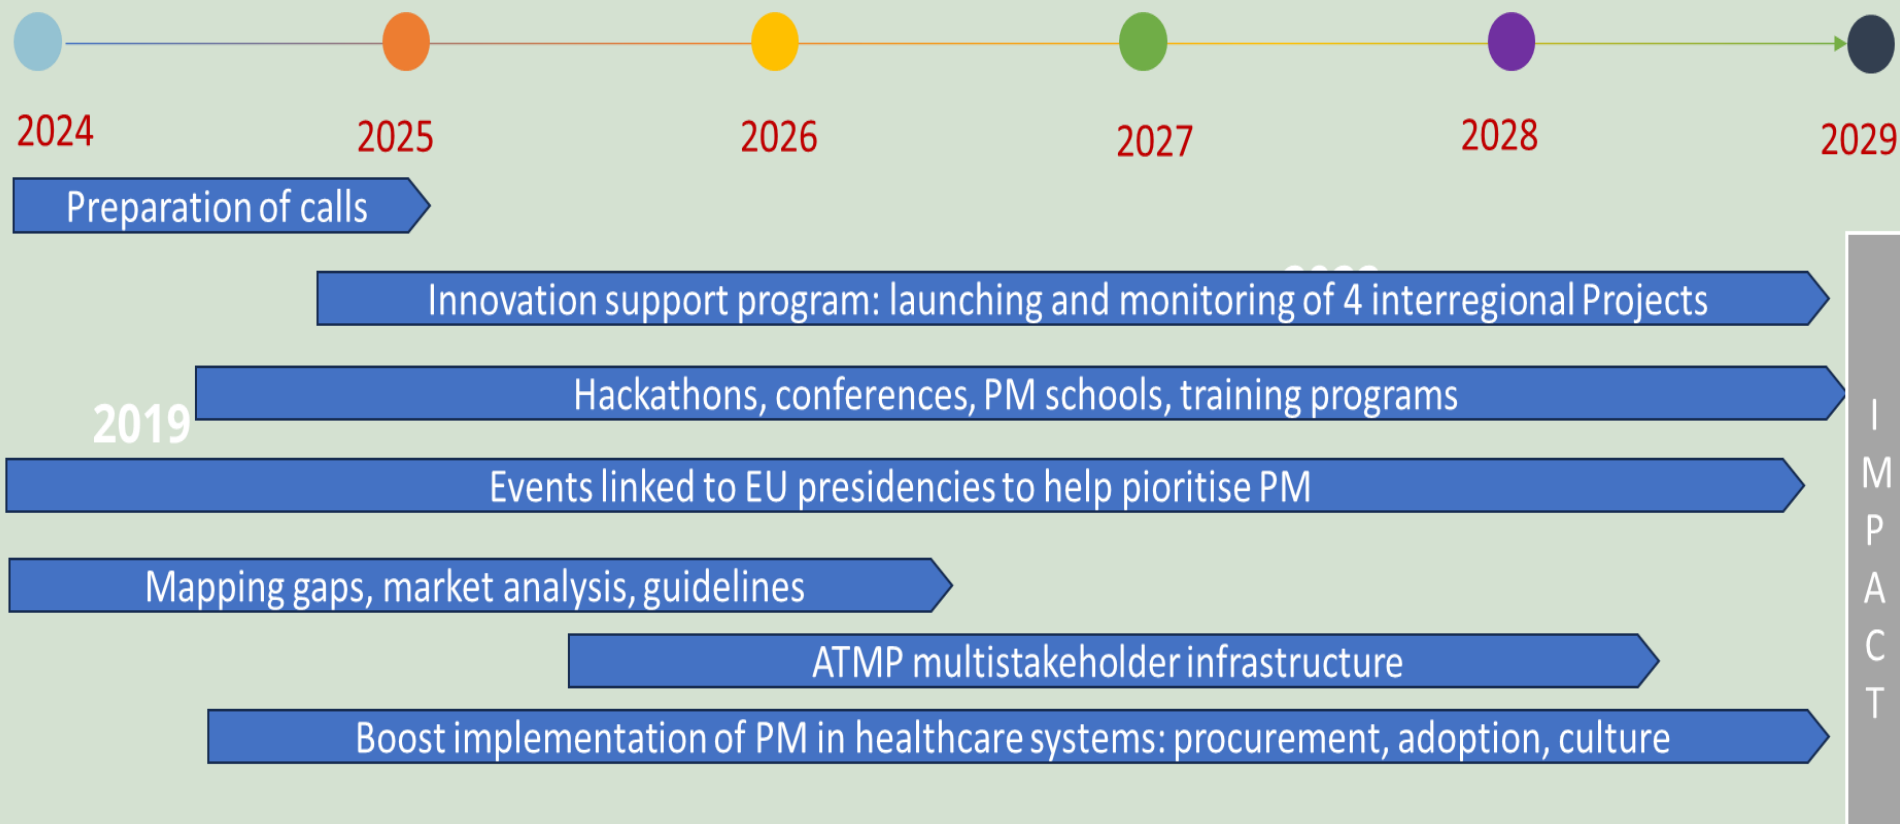 2024
2025
2026
2027
2028
2029
Preparation of calls
Innovation support program: launching and monitoring of 4 interregional Projects
Hackathons, conferences, PM schools, training programs
2019
Events linked to EU presidencies to help pioritise PM
Mapping gaps, market analysis, guidelines
ATMP multistakeholder infrastructure
Boost implementation of PM in healthcare systems: procurement, adoption, culture
I
M
P
A
C
T